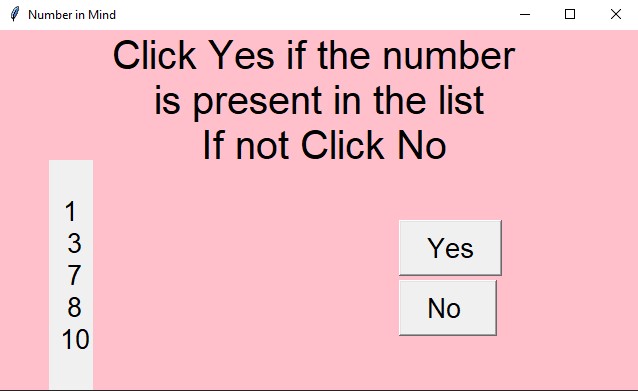 Number in Mind
Click Yes if the number
is present in the list
If not Click No
1
3
7
8
10
Yes
No